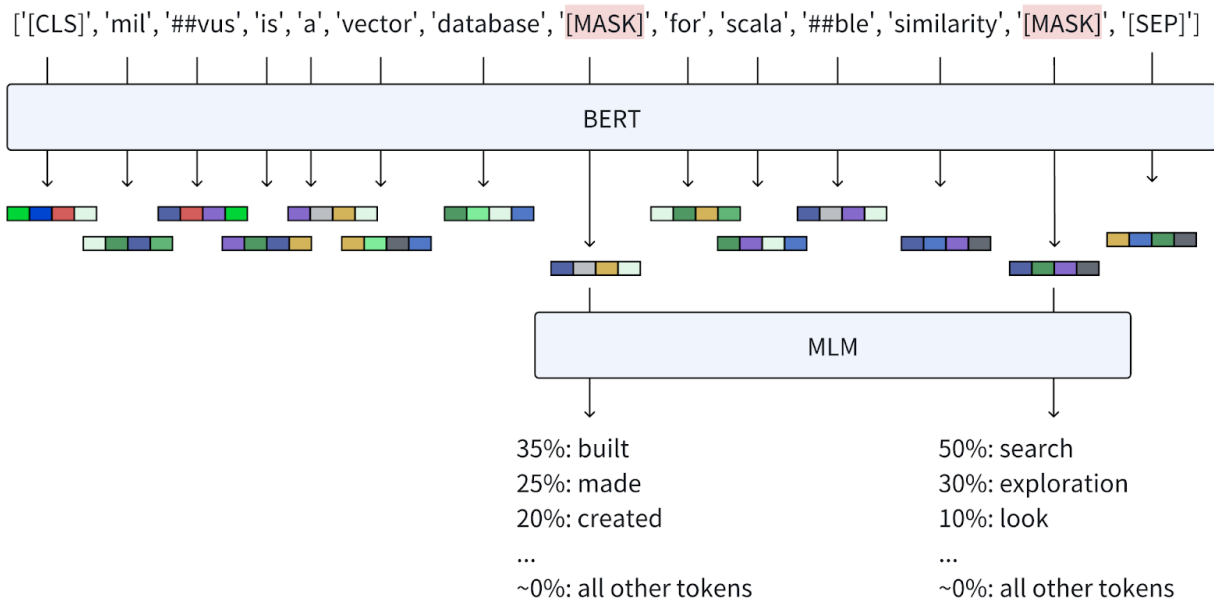 ['[CLS]', 'mil', '##vus', 'is', 'a', 'vector', 'database', '[MASK]', 'for', 'scala', '##ble', 'similarity', '[MASK]', '[SEP]']
BERT
MLM
35%: built
25%: made
20%: created
...
~0%: all other tokens
50%: search
30%: exploration
10%: look
...
~0%: all other tokens